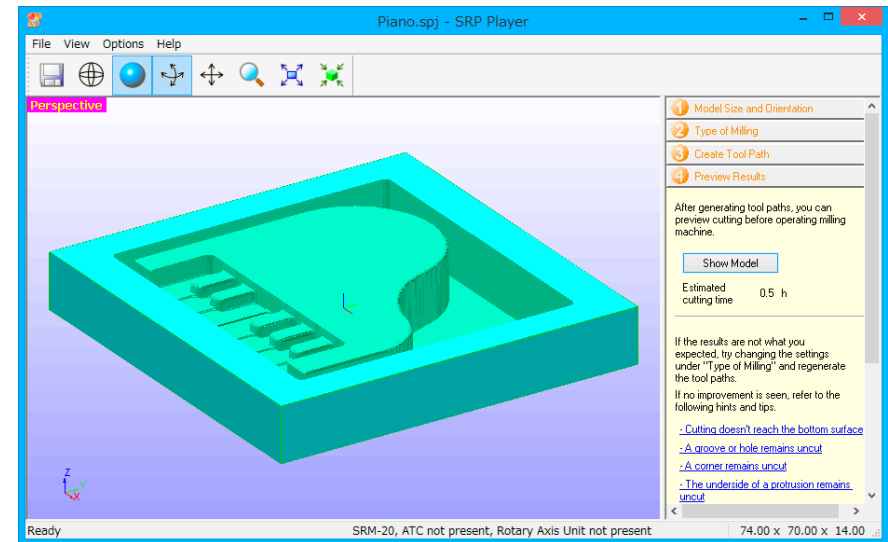 Piano.spj - SRP Player
File View Options Help
Perspective
1 Model Size and Orientation
2 Type of Milling
3 Create Tool Path
4 Preview Results
After generating tool paths, you can
preview cutting before operating milling
machine.
Show Model
Estimated
cutting time 0.5 h
If the results are not what you
expected, try changing the settings
under "Type of Milling" and regenerate
the tool paths.
If no improvement is seen, refer to the
following hints and tips.
- Cutting doesn't reach the bottom surface
- A groove or hole remains uncut
- A corner remains uncut
- The underside of a protrusion remains
uncut
Z
Y
X
Ready SRM-20, ATC not present, Rotary Axis Unit not present 74.00 x 70.00 x 14.00